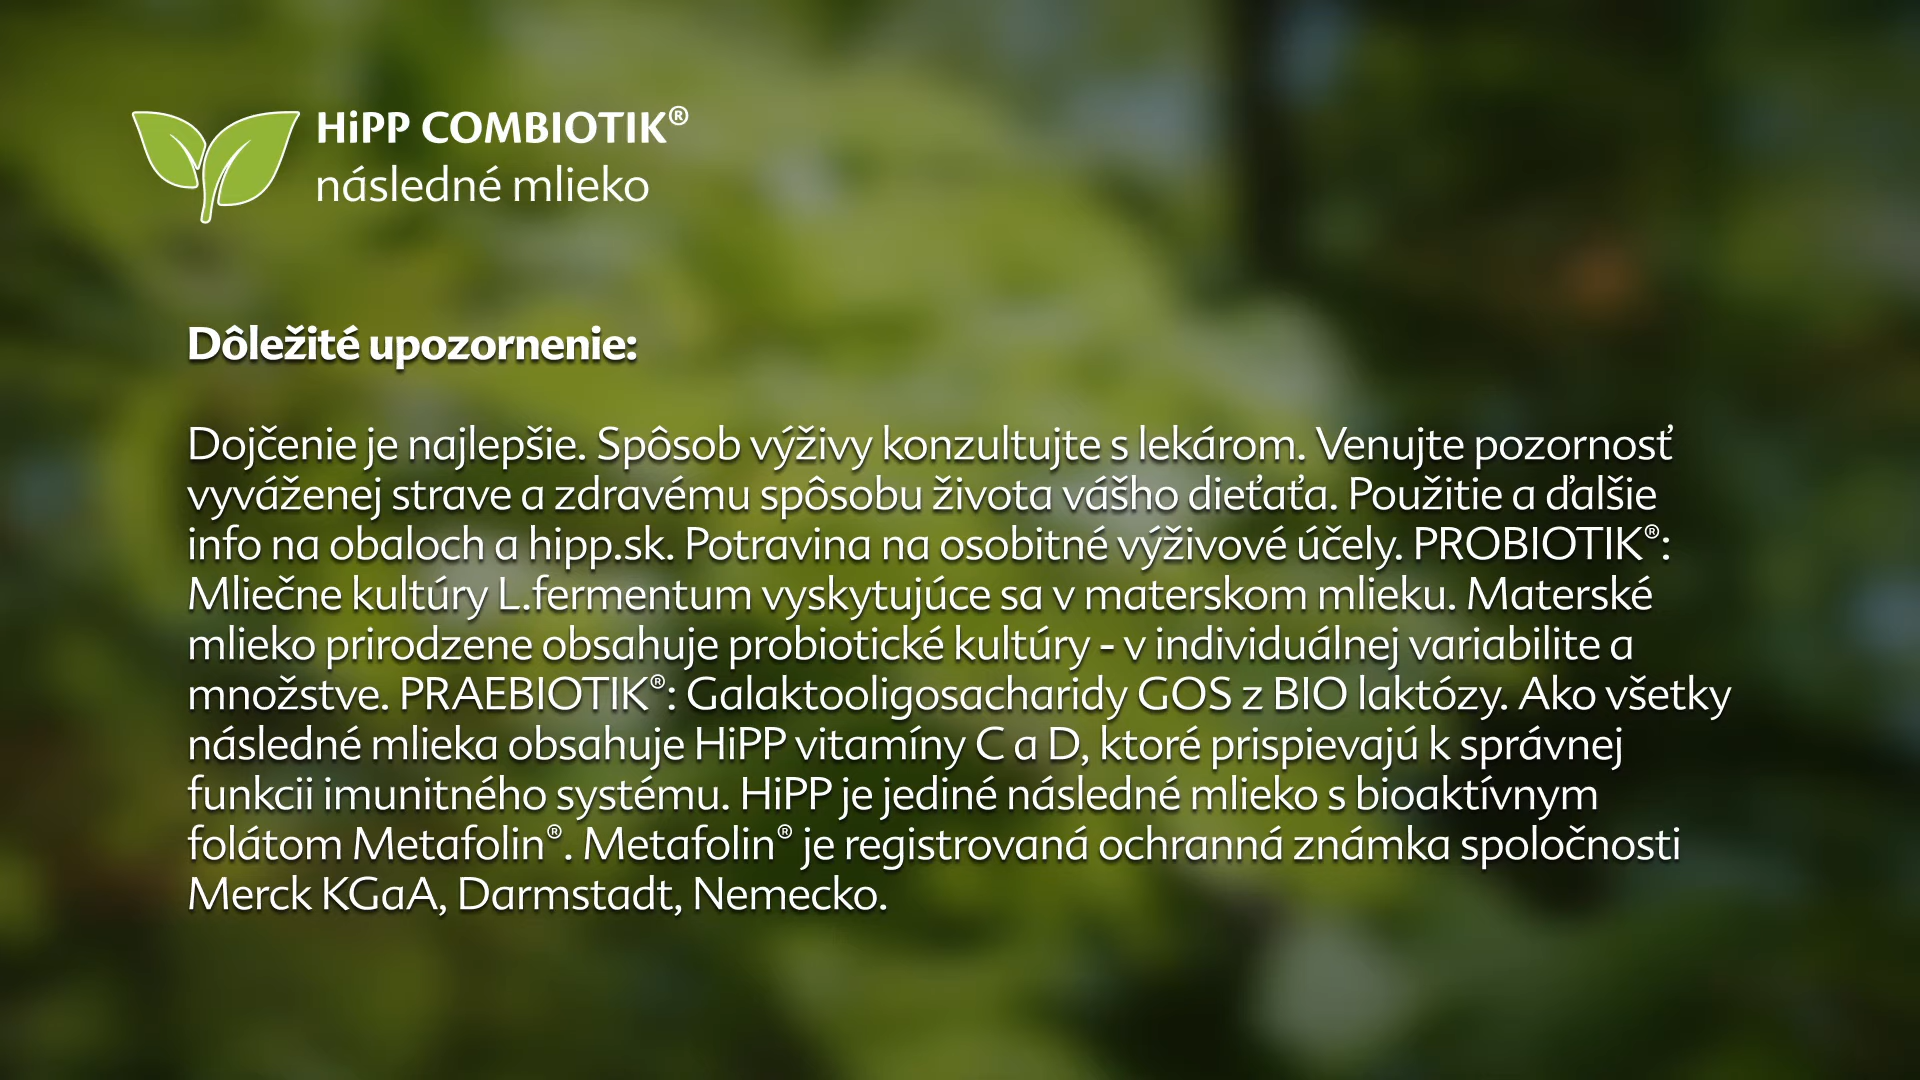 HiPP COMBIOTIK®
následné mlieko
Dôležité upozornenie:
Dojčenie je najlepšie. Spôsob výživy konzultujte s lekárom. Venujte pozornosť
vyváženej strave a zdravému spôsobu života vášho dieťaťa. Použitie a ďalšie
info na obaloch a hipp.sk. Potravina na osobitné výživové účely. PROBIOTIK®:
Mliečne kultúry L.fermentum vyskytujúce sa v materskom mlieku. Materské
mlieko prirodzene obsahuje probiotické kultúry - v individuálnej variabilite a
množstve. PRAEBIOTIK®: Galaktooligosacharidy GOS z BIO laktózy. Ako všetky
následné mlieka obsahuje HiPP vitamíny C a D, ktoré prispievajú k správnej
funkcii imunitného systému. HiPP je jediné následné mlieko s bioaktívnym
folátom Metafolin®. Metafolin® je registrovaná ochranná známka spoločnosti
Merck KGaA, Darmstadt, Nemecko.